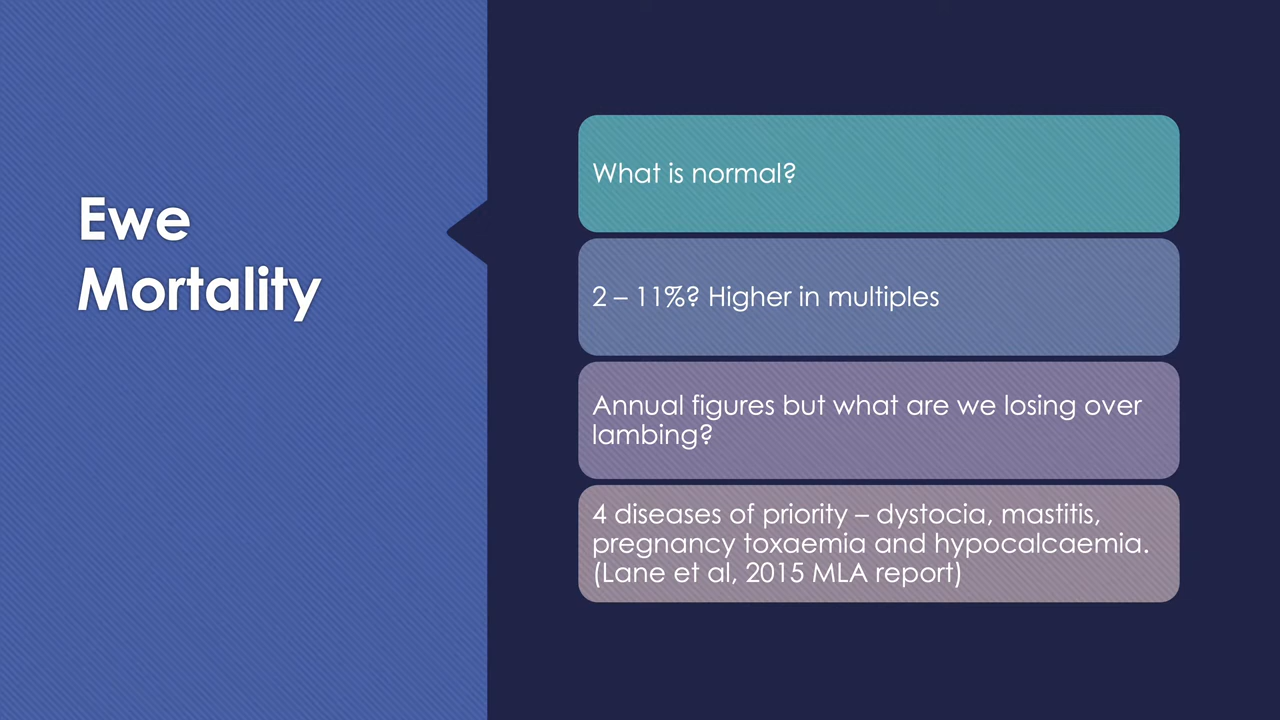 Ewe
Mortality
What is normal?
2 – 11%? Higher in multiples
Annual figures but what are we losing over
lambing?
4 diseases of priority – dystocia, mastitis,
pregnancy toxaemia and hypocalcaemia.
(Lane et al, 2015 MLA report)